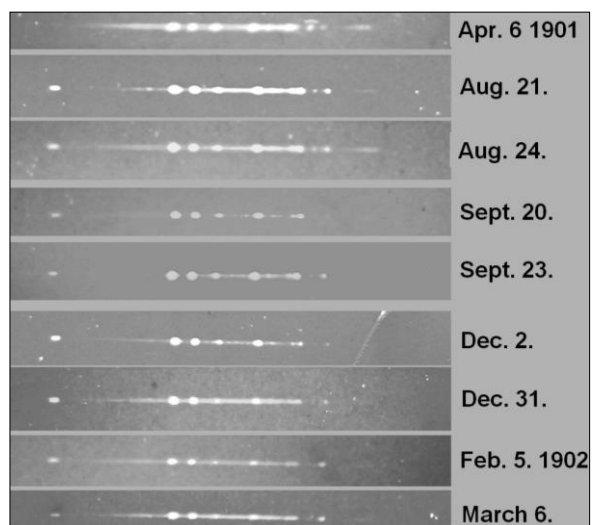 Apr. 6 1901
Aug. 21.
Aug. 24.
Sept. 20.
Sept. 23.
Dec. 2.
Dec. 31.
Feb. 5. 1902
March 6.